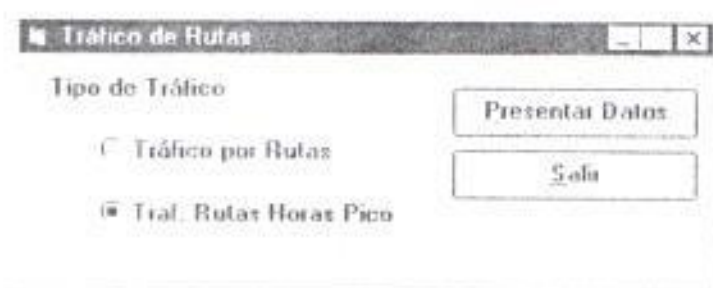 Tráfico de Rutas
Tipo de Tráfico
Presentar Datos
Tráfico por Rutas
Salir
Traf. Rutas Horas Pico